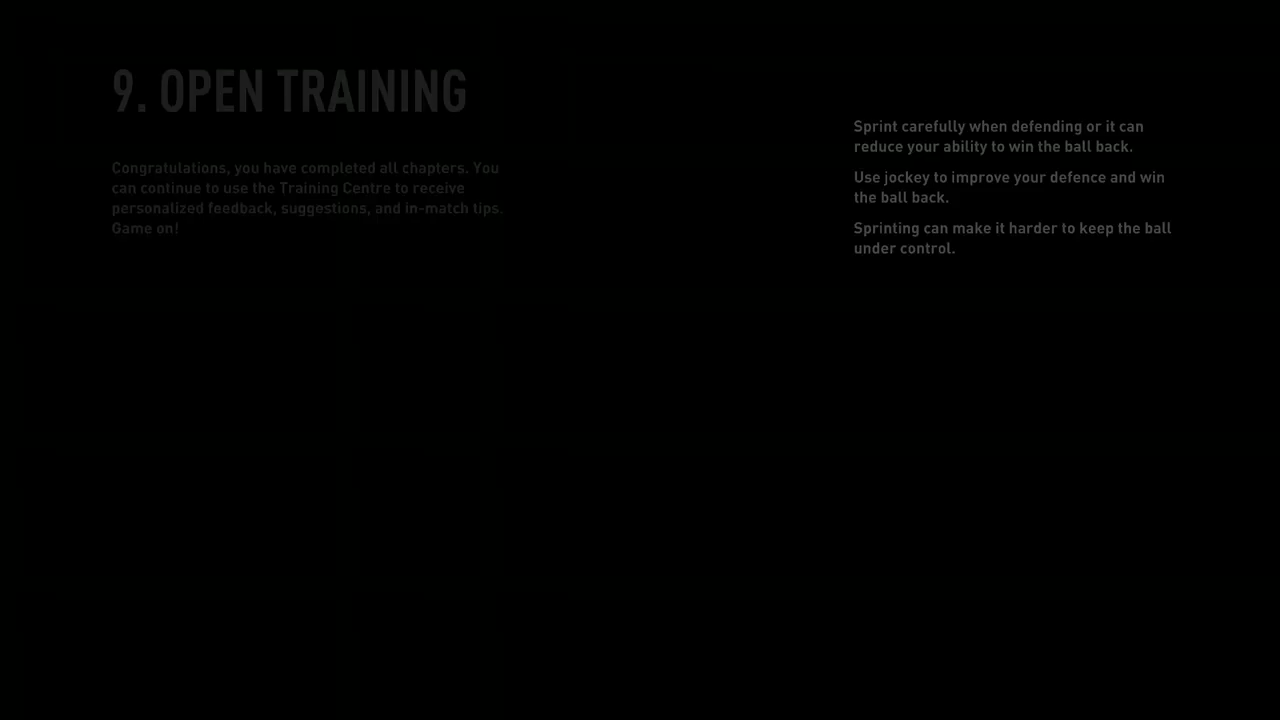 9. OPEN TRAINING
Congratulations, you have completed all chapters. You
can continue to use the Training Centre to receive
personalized feedback, suggestions, and in-match tips.
Game on!
Sprint carefully when defending or it can
reduce your ability to win the ball back.
Use jockey to improve your defence and win
the ball back.
Sprinting can make it harder to keep the ball
under control.